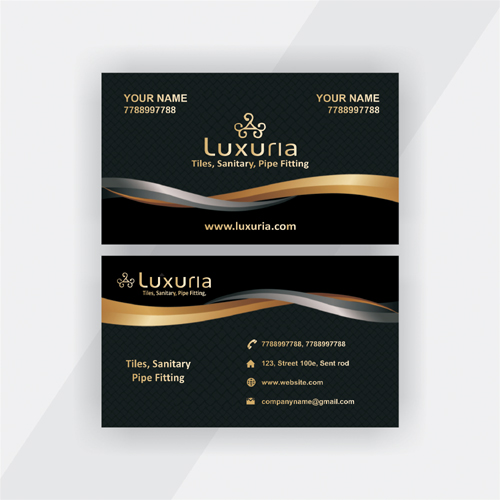 YOUR NAME
7788997788
YOUR NAME
7788997788
Luxuria
Tiles, Sanitary, Pipe Fitting
www.luxuria.com
Luxuria
Tiles, Sanitary, Pipe Fitting,
Tiles, Sanitary
Pipe Fitting
7788997788, 7788997788
123, Street 100e, Sent rod
www.website.com
companyname@gmail.com